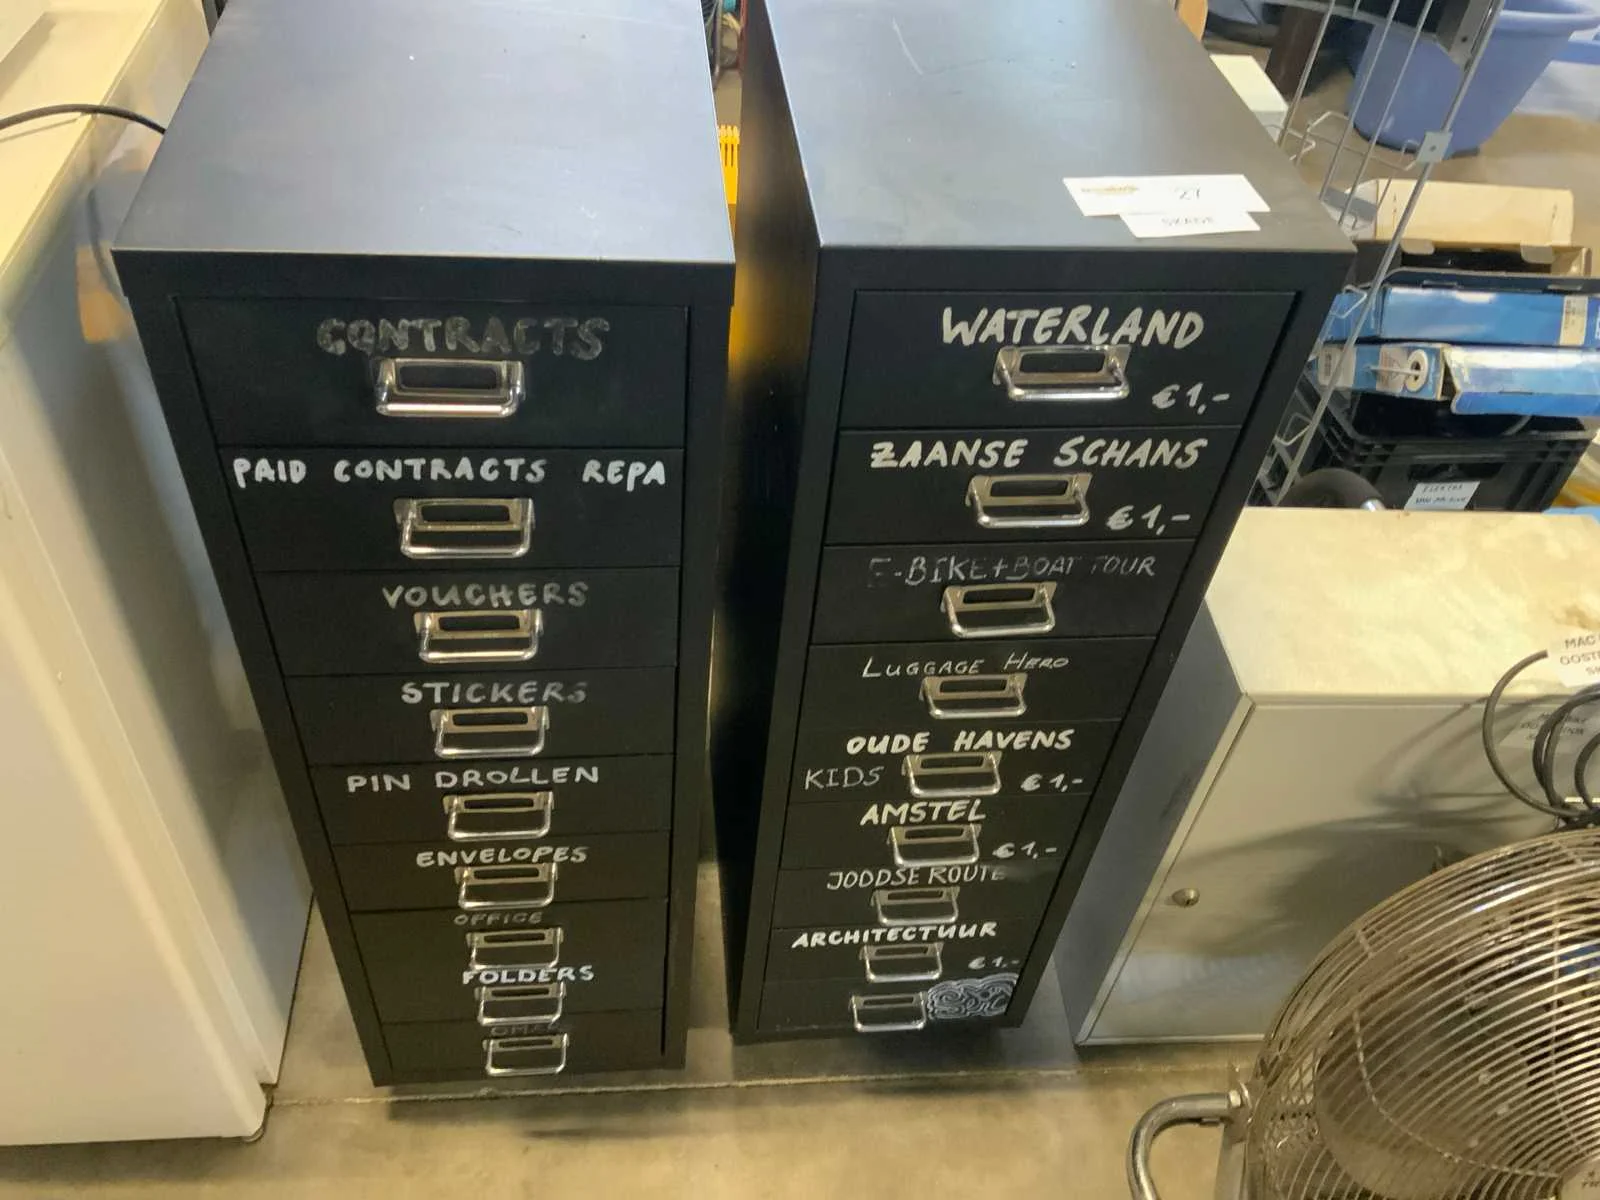 CONTRACTS
PAID CONTRACTS REPA
VOUCHERS
STICKERS
PIN DROLLEN
ENVELOPES
OFFICE
FOLDERS
27
WATERLAND
€1,-
ZAANSE SCHANS
€1,-
E-BIKE+BOAT TOUR
LUGGAGE HERO
OUDE HAVENS
KIDS €1,-
AMSTEL
€1,-
JODDSE ROUTE
ARCHITECTUUR
€1.-
MAC